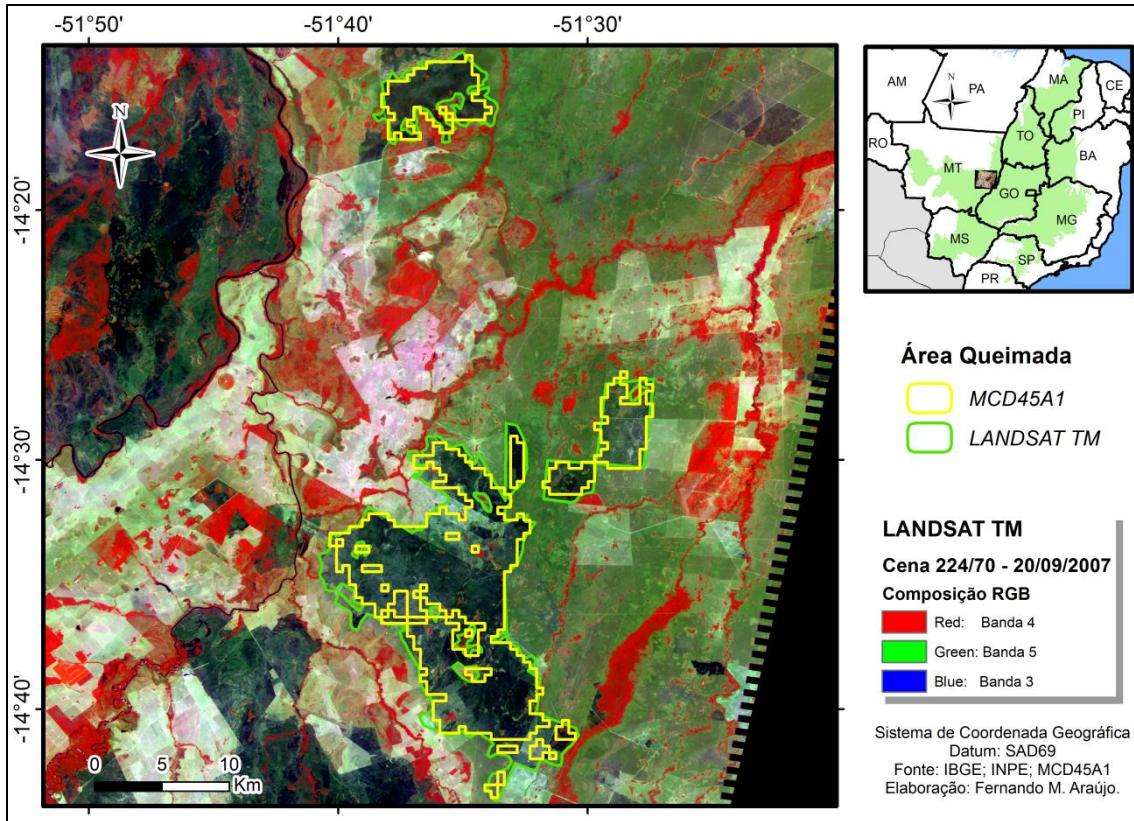 -51°50' -51°40' -51°30'
-14°20'
-14°30'
-14°40'
N
0 5 10
Km
N
AM PA MA CE
PI
TO
RO
MT BA
GO
MG
MS
SP
PR
Área Queimada
MCD45A1
LANDSAT TM
LANDSAT TM
Cena 224/70 - 20/09/2007
Composição RGB
Red: Banda 4
Green: Banda 5
Blue: Banda 3
Sistema de Coordenada Geográfica
Datum: SAD69
Fonte: IBGE; INPE; MCD45A1
Elaboração: Fernando M. Araújo.